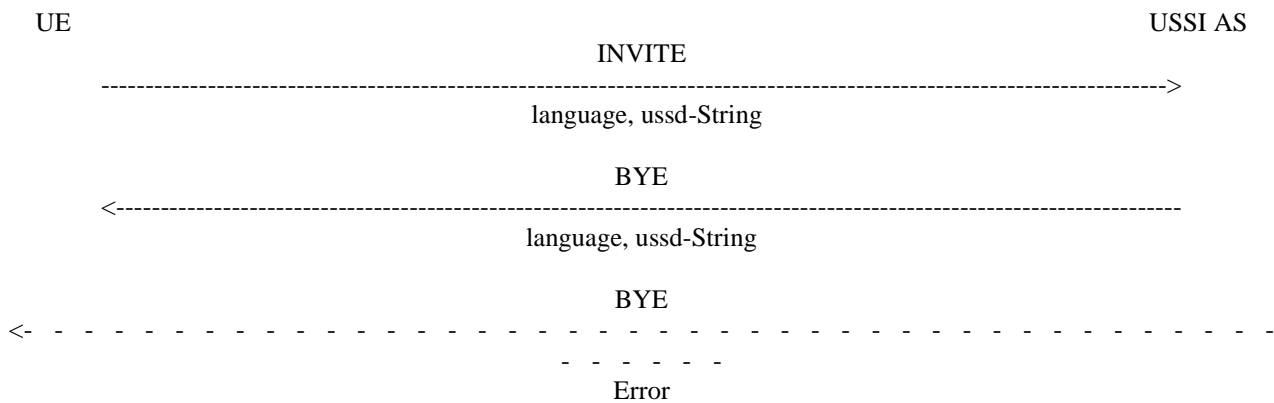 UE USSI AS
INVITE
------------------------------------------------------------------------------------------------------------------------>
language, ussd-String
BYE
<------------------------------------------------------------------------------------------------------------------------
language, ussd-String
BYE
<- - - - - - - - - - - - - - - - - - - - - - - - - - - - - - - - - - - - - - - - - -
- - - - - -
Error